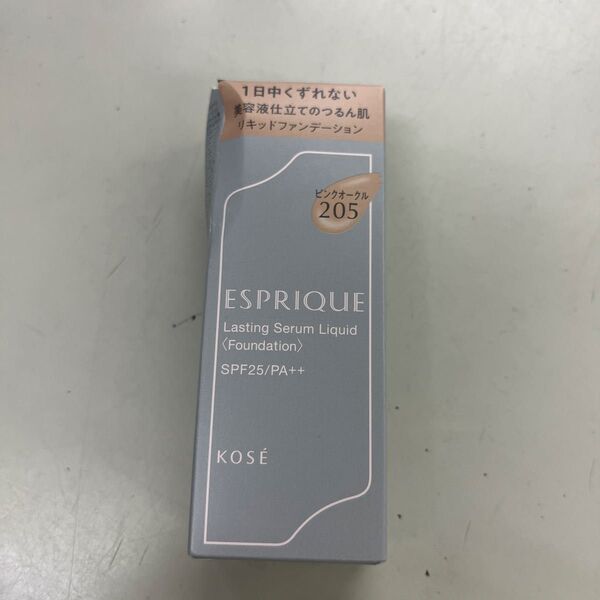 1日中くずれない
美容液仕立てのつるん肌
リキッドファンデーション
ピンクオークル
205
ESPRIQUE
Lasting Serum Liquid
〈Foundation〉
SPF25/PA++
KOSÉ